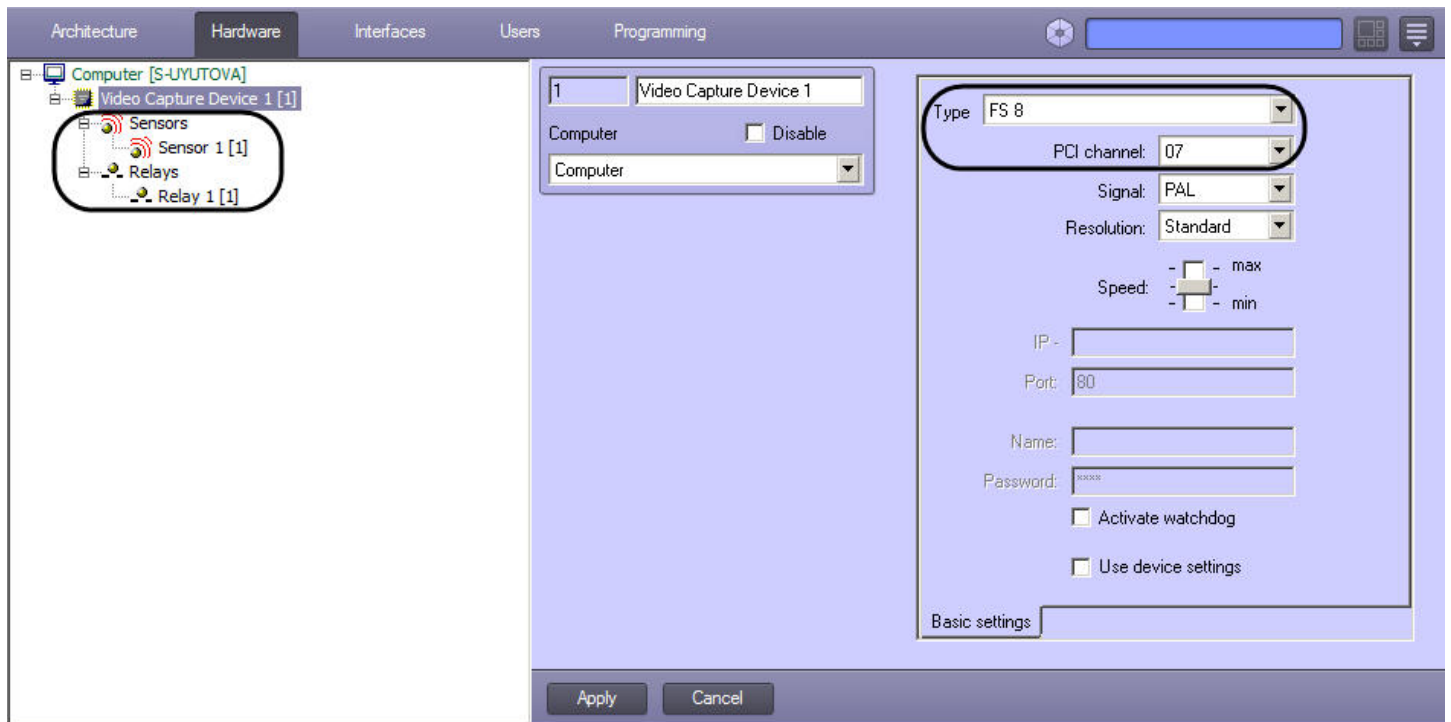 Architecture Hardware Interfaces Users Programming
Computer [S-UYUTOVA]
Video Capture Device 1 [1]
Sensors
Sensor 1 [1]
Relays
Relay 1 [1]
1 Video Capture Device 1
Computer Disable
Computer
Type FS 8
PCI channel: 07
Signal: PAL
Resolution: Standard
Speed: max
min
IP -
Port: 80
Name:
Password: ××××
Activate watchdog
Use device settings
Basic settings
Apply Cancel